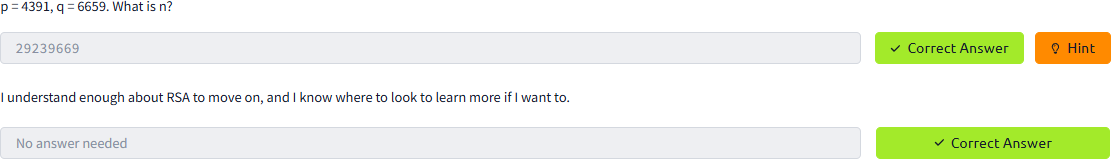 p = 4391, q = 6659. What is n?
29239669
Correct Answer
Hint
I understand enough about RSA to move on, and I know where to look to learn more if I want to.
No answer needed
Correct Answer